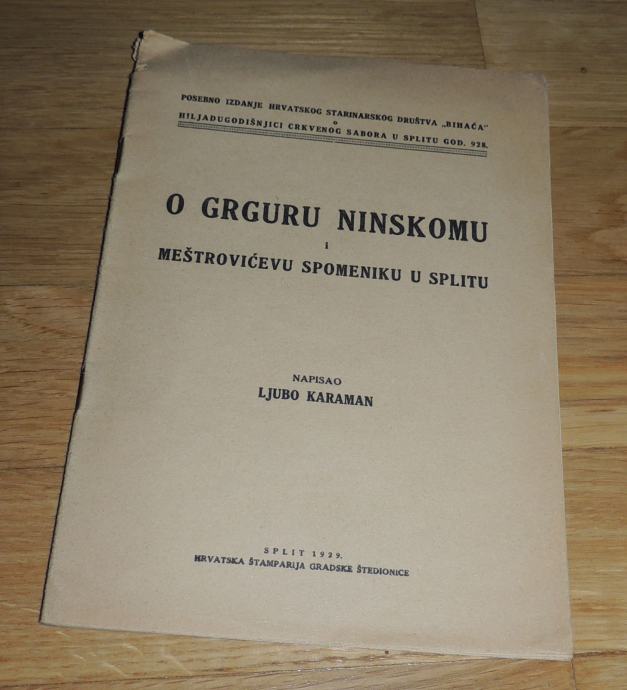 POSEBNO IZDANJE HRVATSKOG STARINARSKOG DRUŠTVA „BIHAĆA"
o
HILJADUGODIŠNJICI CRKVENOG SABORA U SPLITU GOD. 928.
O GRGURU NINSKOMU
i
MEŠTROVIĆEVU SPOMENIKU U SPLITU
NAPISAO
LJUBO KARAMAN
SPLIT 1929.
HRVATSKA ŠTAMPARIJA GRADSKE ŠTEDIONICE